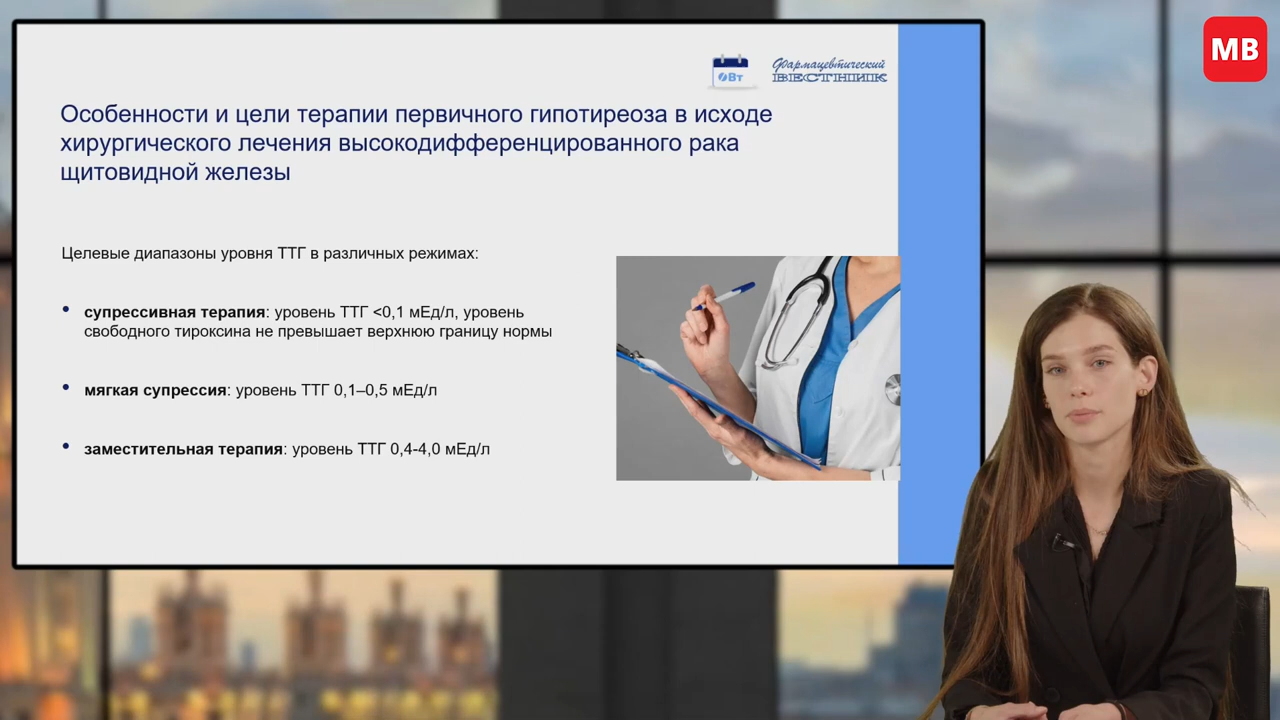 МВ
ФВт
Фармацевтический
ВЕСТНИК
Особенности и цели терапии первичного гипотиреоза в исходе
хирургического лечения высокодифференцированного рака
щитовидной железы
Целевые диапазоны уровня ТТГ в различных режимах:
• супрессивная терапия: уровень ТТГ <0,1 мЕд/л, уровень
свободного тироксина не превышает верхнюю границу нормы
• мягкая супрессия: уровень ТТГ 0,1–0,5 мЕд/л
• заместительная терапия: уровень ТТГ 0,4-4,0 мЕд/л